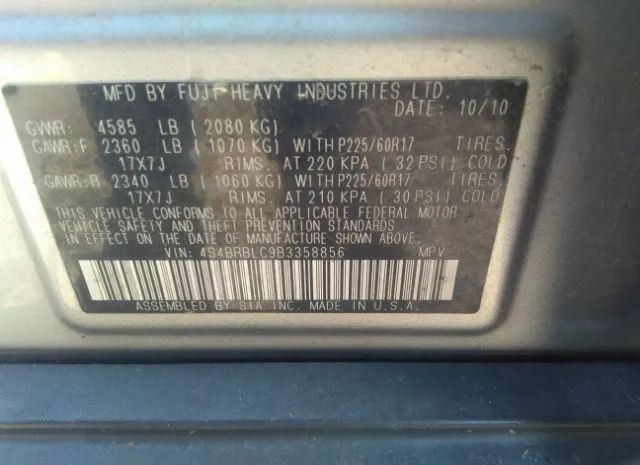 MFD BY FUJI HEAVY INDUSTRIES LTD.
DATE: 10/10
GVWR: 4585 LB ( 2080 KG)
GAWR:F 2360 LB ( 1070 KG) WITH P225/60R17 TIRES.
17X7J RIMS. AT 220 KPA ( 32 PSI) COLD
GAWR:R 2340 LB ( 1060 KG) WITH P225/60R17 TIRES.
17X7J RIMS. AT 210 KPA ( 30 PSI) COLD
THIS VEHICLE CONFORMS TO ALL APPLICABLE FEDERAL MOTOR
VEHICLE SAFETY AND THEFT PREVENTION STANDARDS
IN EFFECT ON THE DATE OF MANUFACTURE SHOWN ABOVE.
VIN: 4S4BRBLC9B3358856 MPV
ASSEMBLED BY SIA INC. MADE IN U.S.A.